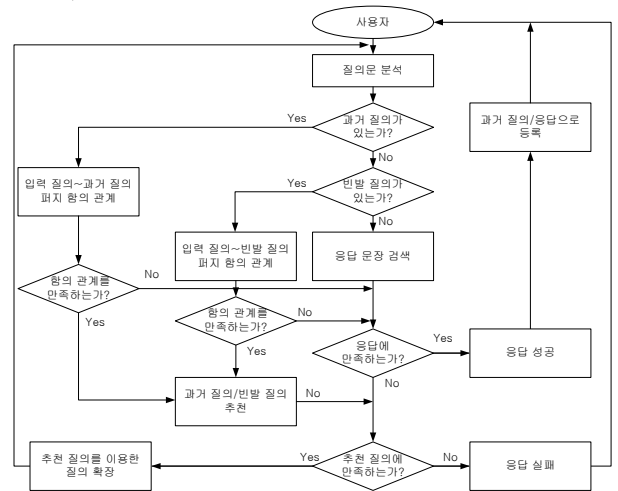 사용자
질의문 분석
과거 질의가
있는가?
Yes
No
과거 질의/응답으로
등록
입력 질의~과거 질의
퍼지 함의 관계
빈발 질의가
있는가?
Yes
No
입력 질의~빈발 질의
퍼지 함의 관계
응답 문장 검색
함의 관계를
만족하는가?
No
Yes
함의 관계를
만족하는가?
No
Yes
응답에
만족하는가?
Yes
No
응답 성공
과거 질의/빈발 질의
추천
No
추천 질의를 이용한
질의 확장
Yes
추천 질의에
만족하는가?
No
응답 실패